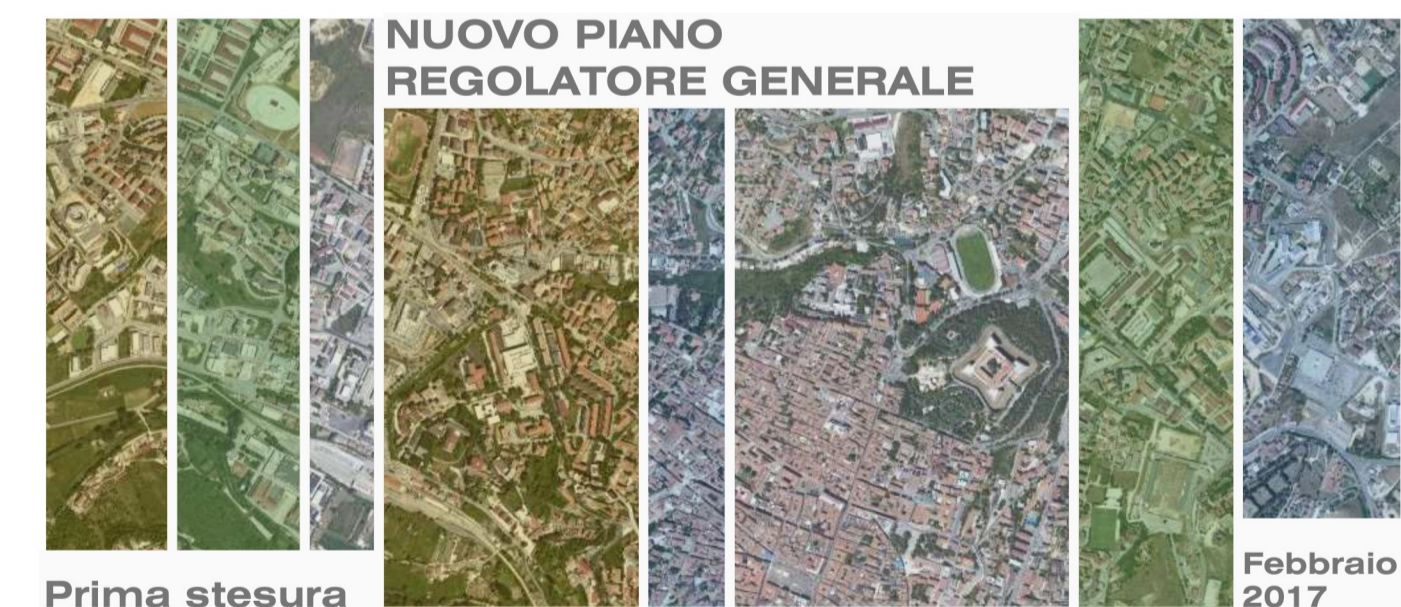 NUOVO PIANO
REGOLATORE GENERALE
Prima stesura
Febbraio
2017